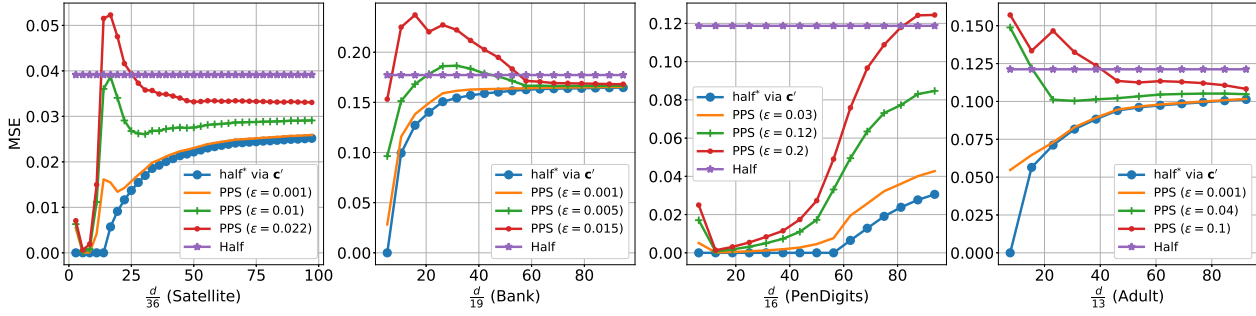 MSE
0.05
0.04
0.03
0.02
0.01
0.00
0 25 50 75 100
d/36 (Satellite)
half* via c′
PPS (ε = 0.001)
PPS (ε = 0.01)
PPS (ε = 0.022)
Half
0.20
0.15
0.10
0.05
0.00
20 40 60 80
d/19 (Bank)
half* via c′
PPS (ε = 0.001)
PPS (ε = 0.005)
PPS (ε = 0.015)
Half
0.12
0.10
0.08
0.06
0.04
0.02
0.00
20 40 60 80
d/16 (PenDigits)
half* via c′
PPS (ε = 0.03)
PPS (ε = 0.12)
PPS (ε = 0.2)
Half
0.150
0.125
0.100
0.075
0.050
0.025
0.000
20 40 60 80
d/13 (Adult)
half* via c′
PPS (ε = 0.001)
PPS (ε = 0.04)
PPS (ε = 0.1)
Half